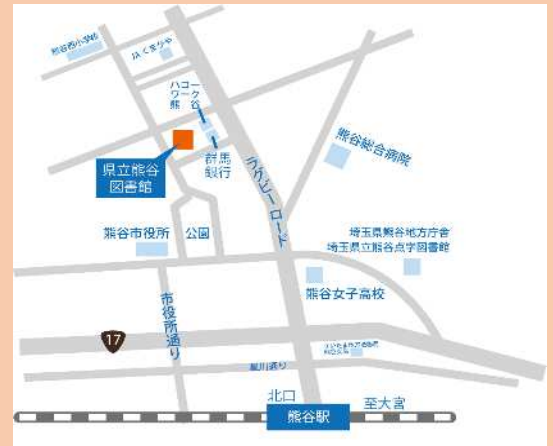 熊谷西小学校
JAくまがや
ハロー
ワーク
熊谷
県立熊谷
図書館
群馬
銀行
ラグビーロード
熊谷総合病院
熊谷市役所
公園
埼玉県熊谷地方庁舎
埼玉県立熊谷点字図書館
熊谷女子高校
市役所通り
17
星川通り
北口
熊谷駅
至大宮